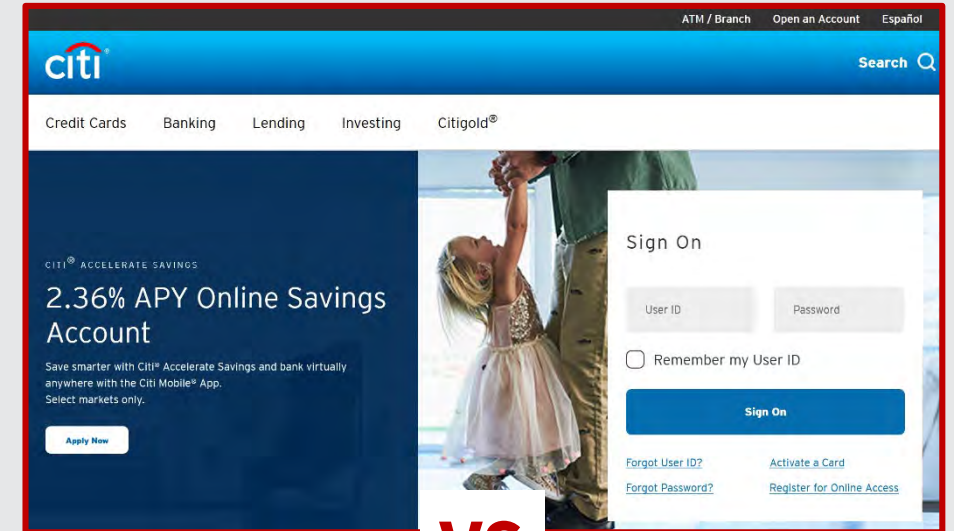 ATM / Branch Open an Account Español
citi®
Search
Credit Cards Banking Lending Investing Citigold®
CITI® ACCELERATE SAVINGS
2.36% APY Online Savings
Account
Save smarter with Citi® Accelerate Savings and bank virtually
anywhere with the Citi Mobile® App.
Select markets only.
Apply Now
Sign On
User ID Password
Remember my User ID
Sign On
Forgot User ID? Activate a Card
Forgot Password? Register for Online Access
VS